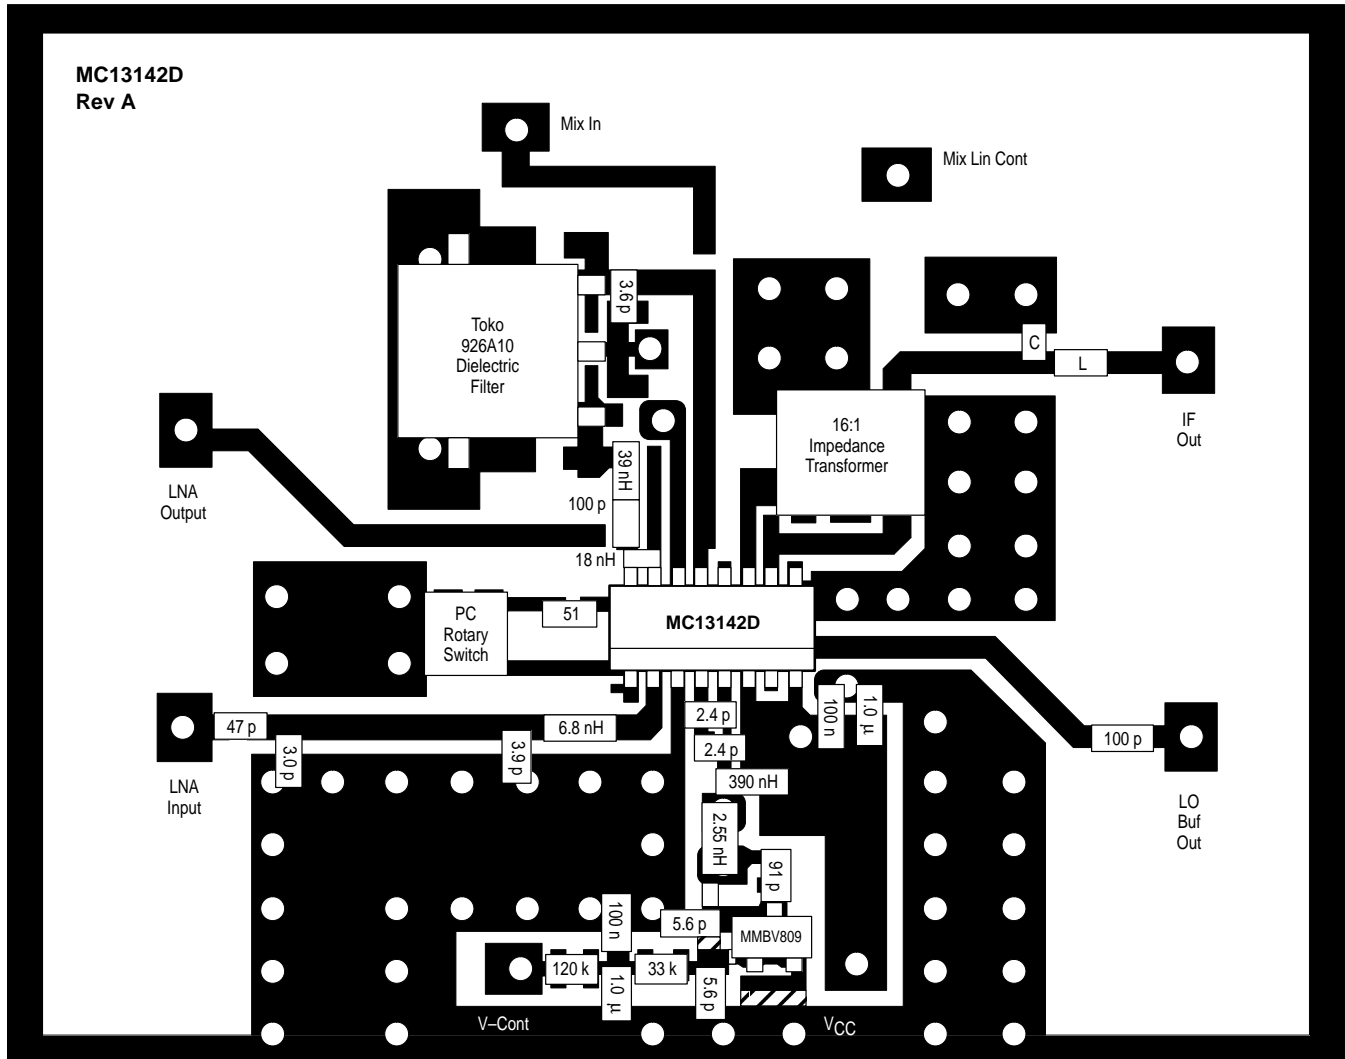 MC13142D
Rev A
Mix In
Mix Lin Cont
3.6 p
Toko
926A10
Dielectric
Filter
C
L
IF
Out
16:1
Impedance
Transformer
LNA
Output
39 nH
100 p
18 nH
PC
Rotary
Switch
51
MC13142D
47 p
3.0 p
6.8 nH
3.9 p
2.4 p
2.4 p
100 n
1.0 µ
100 p
LNA
Input
390 nH
LO
Buf
Out
2.55 nH
91 p
100 n
5.6 p
MMBV809
120 k
33 k
1.0 µ
5.6 p
V–Cont
VCC